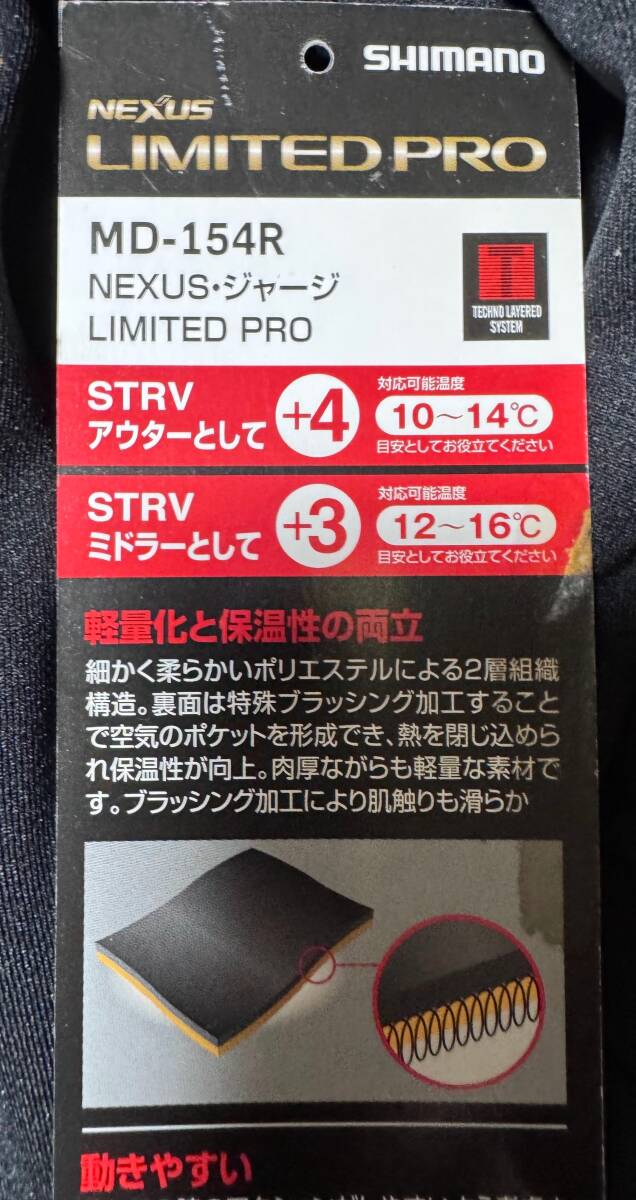 SHIMANO
NEXUS
LIMITED PRO
MD-154R
NEXUS・ジャージ
LIMITED PRO
TECHNO LAYERED
SYSTEM
STRV
アウターとして
+4
対応可能温度
10～14℃
目安としてお役立てください
STRV
ミドラーとして
+3
対応可能温度
12～16℃
目安としてお役立てください
軽量化と保温性の両立
細かく柔らかいポリエステルによる2層組織
構造。裏面は特殊ブラッシング加工すること
で空気のポケットを形成でき、熱を閉じ込めら
れ保温性が向上。肉厚ながらも軽量な素材で
す。ブラッシング加工により肌触りも滑らか
動きやすい